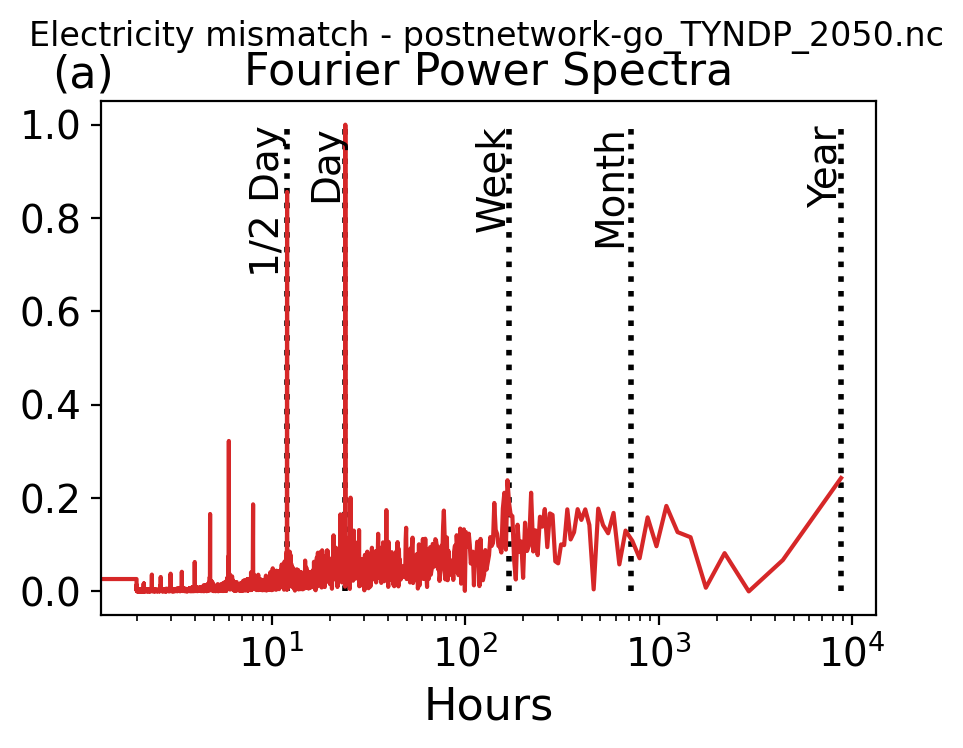 Electricity mismatch - postnetwork-go_TYNDP_2050.nc
(a) Fourier Power Spectra
1.0
0.8
0.6
0.4
0.2
0.0
1/2 Day
Day
Week
Month
Year
10¹ 10² 10³ 10⁴
Hours